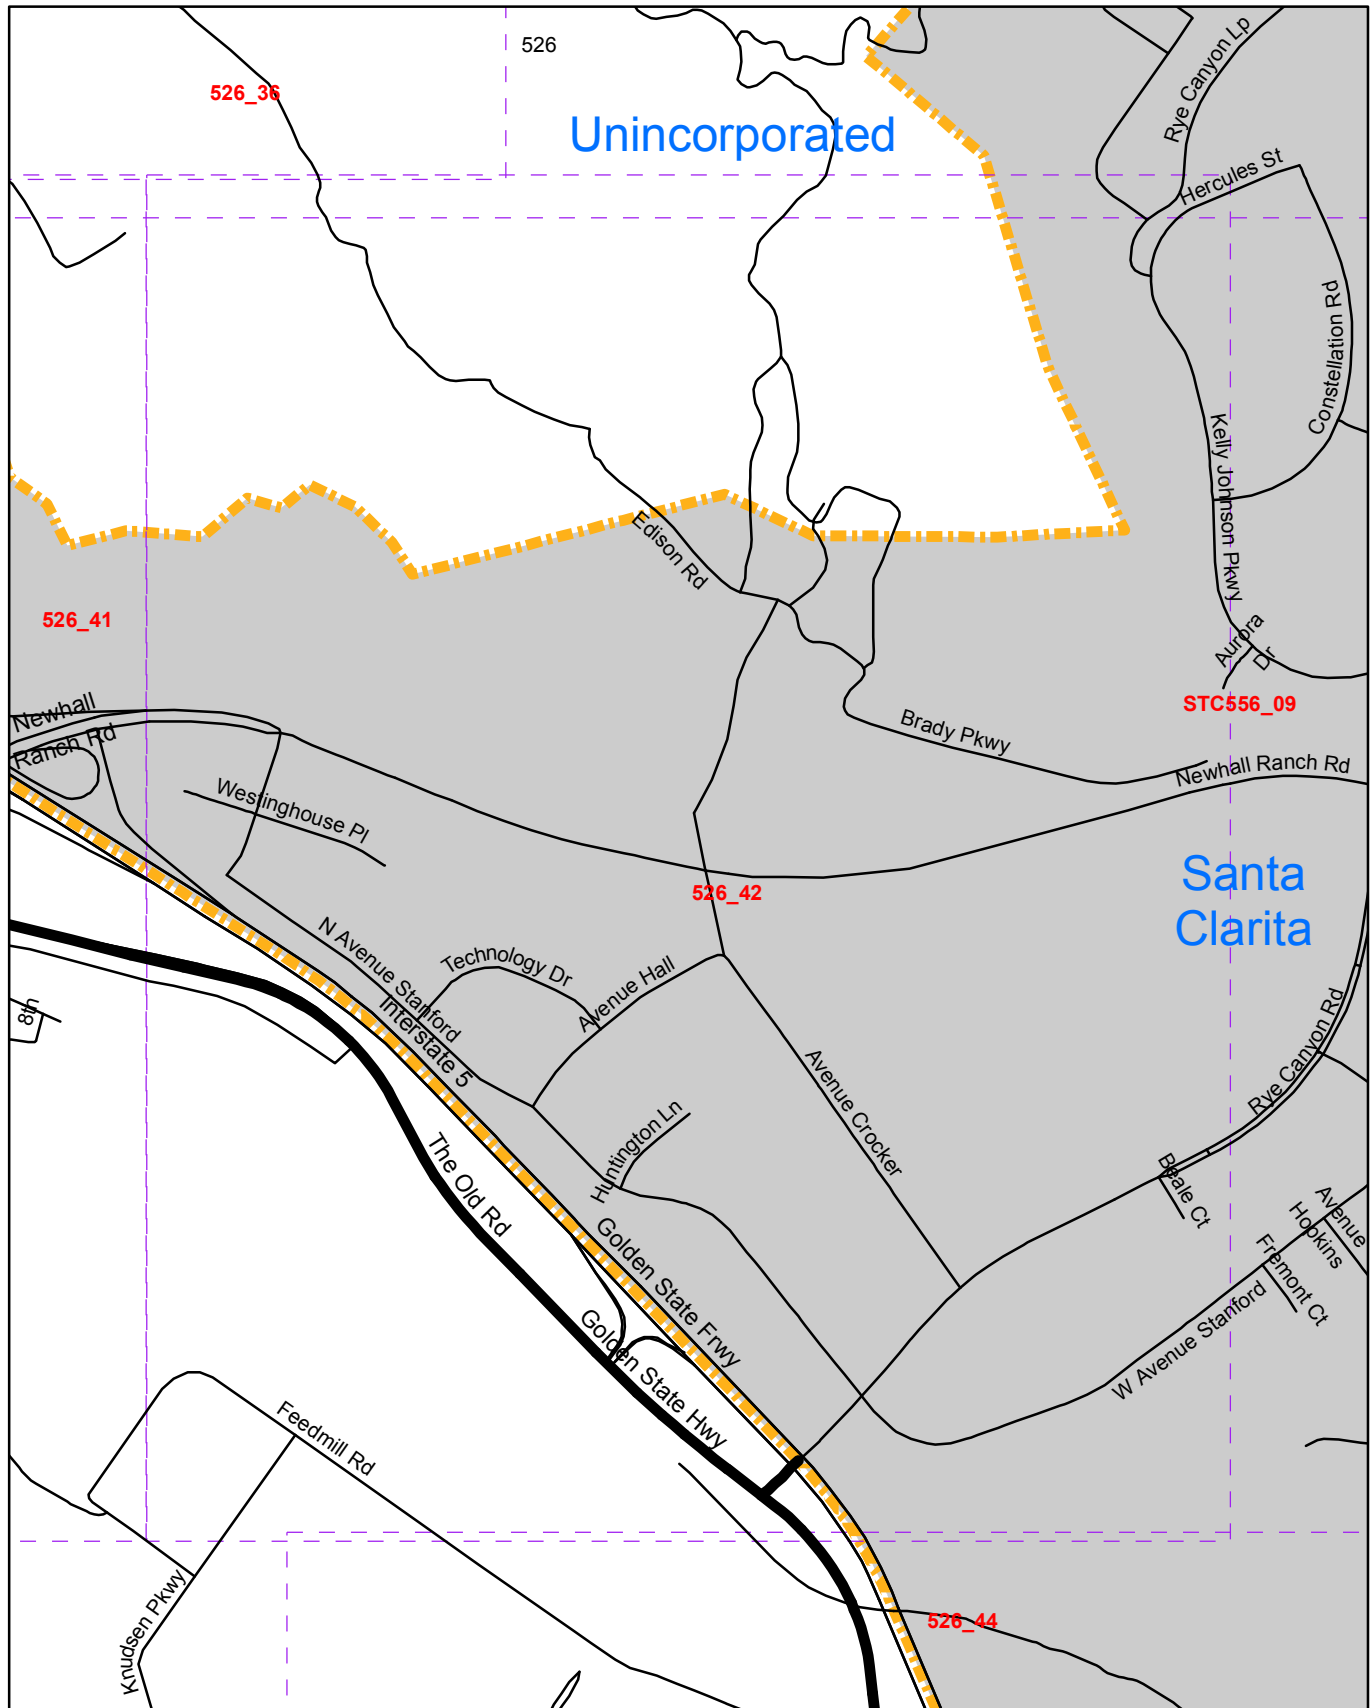 526
526_36
Unincorporated
Rye Canyon Lp
Hercules St
Constellation Rd
Kelly Johnson Pkwy
Edison Rd
526_41
Aurora
Dr
STC556_09
Newhall
Ranch Rd
Brady Pkwy
Newhall Ranch Rd
Westinghouse Pl
Santa
Clarita
526_42
N Avenue Stanford
Technology Dr
Avenue Hall
Interstate 5
8th
Avenue Crocker
Rye Canyon Rd
The Old Rd
Huntington Ln
Beale Ct
Avenue
Hopkins
Golden State Frwy
Fremont Ct
Golden State Hwy
W Avenue Stanford
Feedmill Rd
Knudsen Pkwy
526_44